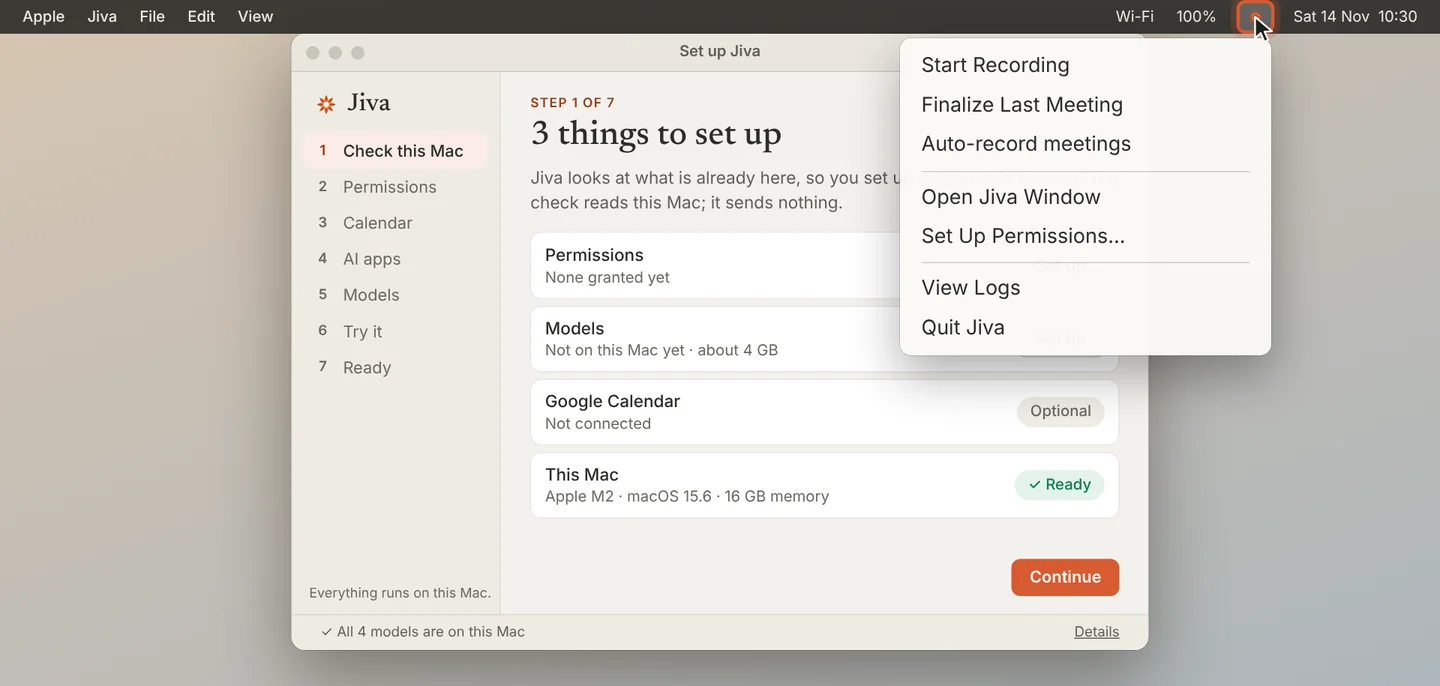 Apple Jiva File Edit View Wi-Fi 100% Sat 14 Nov 10:30
Set up Jiva
Jiva
1 Check this Mac
2 Permissions
3 Calendar
4 AI apps
5 Models
6 Try it
7 Ready
Everything runs on this Mac.
STEP 1 OF 7
3 things to set up
Jiva looks at what is already here, so you set u
check reads this Mac; it sends nothing.
Permissions
None granted yet
Set up
Models
Not on this Mac yet · about 4 GB
Set up
Google Calendar
Not connected
Optional
This Mac
Apple M2 · macOS 15.6 · 16 GB memory
✓ Ready
Continue
✓ All 4 models are on this Mac
Details
Start Recording
Finalize Last Meeting
Auto-record meetings
Open Jiva Window
Set Up Permissions...
View Logs
Quit Jiva